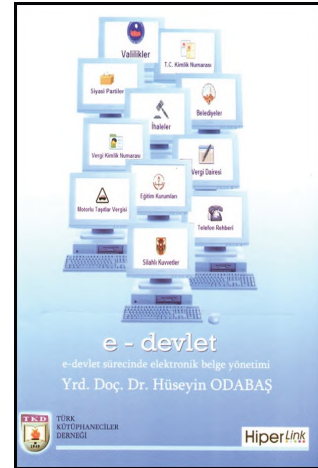 Valilikler
T.C. Kimlik Numarası
Siyasi Partiler
İhaleler
Belediyeler
Vergi Kimlik Numarası
Vergi Dairesi
Eğitim Kurumları
Motorlu Taşıtlar Vergisi
Telefon Rehberi
Silahlı Kuvvetler
e - devlet
e-devlet sürecinde elektronik belge yönetimi
Yrd. Doç. Dr. Hüseyin ODABAŞ
TKD
TÜRK
KÜTÜPHANECİLER
DERNEĞİ
HiperLink